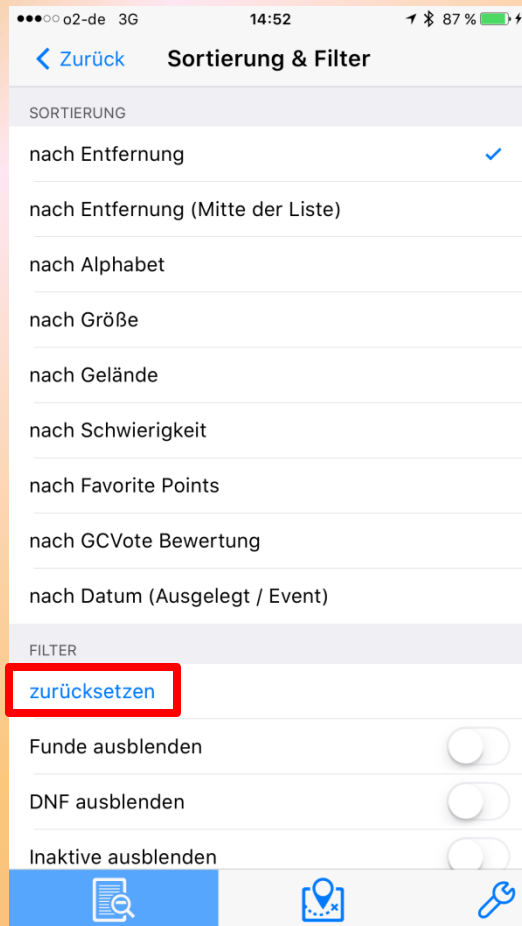 o2-de 3G 14:52 87 %
Zurück Sortierung & Filter
SORTIERUNG
nach Entfernung
nach Entfernung (Mitte der Liste)
nach Alphabet
nach Größe
nach Gelände
nach Schwierigkeit
nach Favorite Points
nach GCVote Bewertung
nach Datum (Ausgelegt / Event)
FILTER
zurücksetzen
Funde ausblenden
DNF ausblenden
Inaktive ausblenden